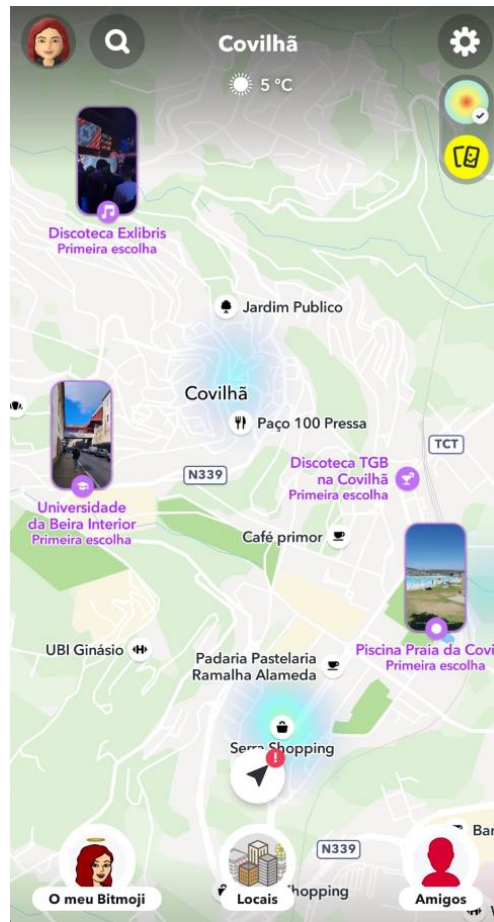 Covilhã
5 °C
Discoteca Exlibris
Primeira escolha
Jardim Publico
Covilhã
Paço 100 Pressa
TCT
N339
Discoteca TGB
na Covilhã
Primeira escolha
Universidade
da Beira Interior
Primeira escolha
Café primor
UBI Ginásio
Padaria Pastelaria
Ramalha Alameda
Piscina Praia da Covi
Primeira escolha
Serra Shopping
!
N339
Bar
hopping
O meu Bitmoji
Locais
Amigos